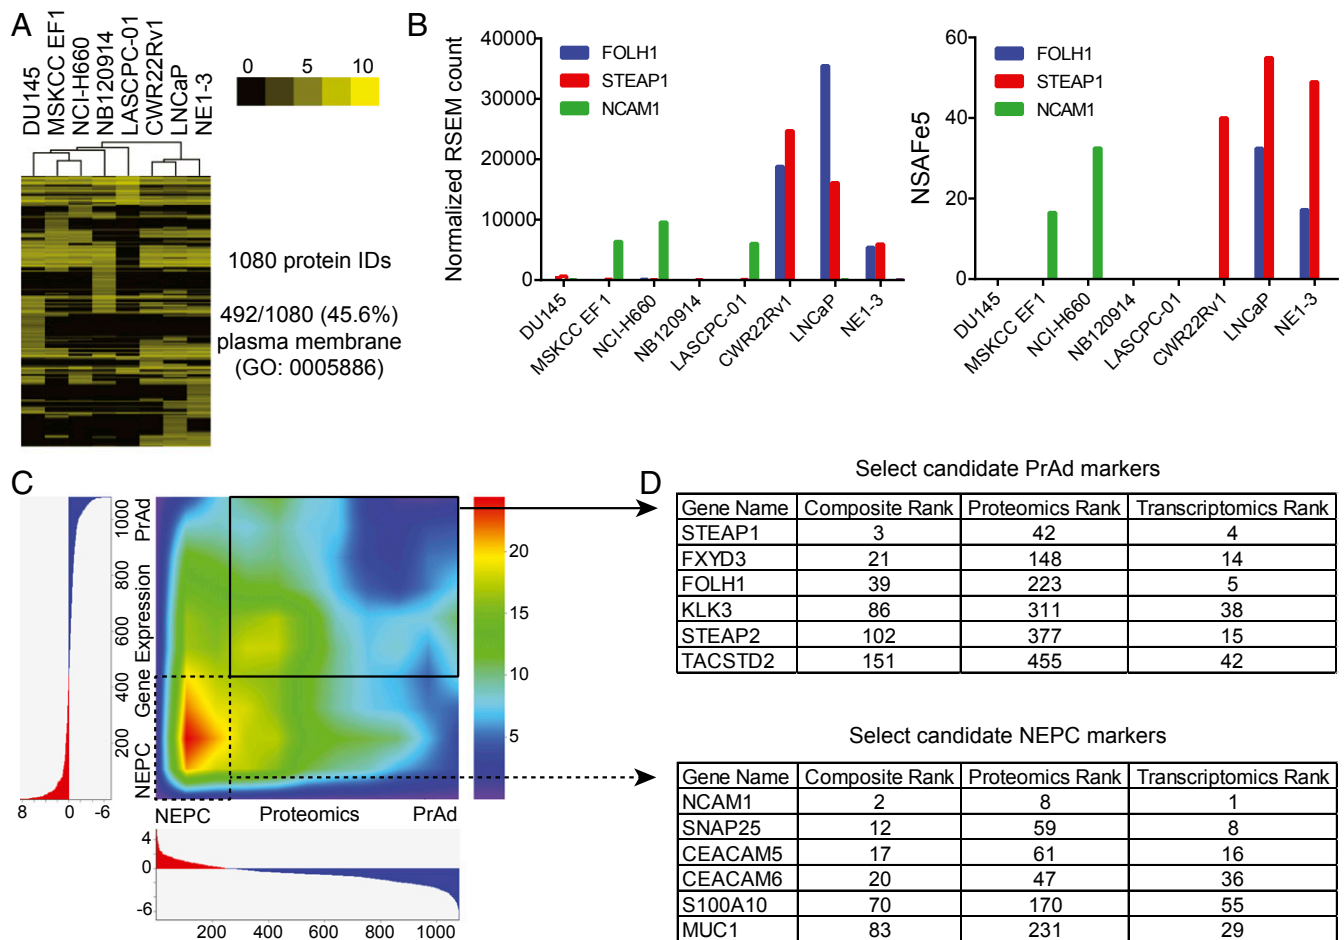 A
DU145
MSKCC EF1
NCI-H660
NB120914
LASCPC-01
CWR22Rv1
LNCaP
NE1-3
0 5 10
1080 protein IDs
492/1080 (45.6%)
plasma membrane
(GO: 0005886)
B
Normalized RSEM count
40000
30000
20000
10000
0
FOLH1
STEAP1
NCAM1
DU145
MSKCC EF1
NCI-H660
NB120914
LASCPC-01
CWR22Rv1
LNCaP
NE1-3
NSAFe5
60
40
20
0
FOLH1
STEAP1
NCAM1
DU145
MSKCC EF1
NCI-H660
NB120914
LASCPC-01
CWR22Rv1
LNCaP
NE1-3
C
8 4 0 -6
NEPC Gene Expression PrAd
200 400 600 800 1000
20
15
10
5
NEPC Proteomics PrAd
4
0
-6
200 400 600 800 1000
D
Select candidate PrAd markers
Gene Name Composite Rank Proteomics Rank Transcriptomics Rank
STEAP1 3 42 4
FXYD3 21 148 14
FOLH1 39 223 5
KLK3 86 311 38
STEAP2 102 377 15
TACSTD2 151 455 42
Select candidate NEPC markers
Gene Name Composite Rank Proteomics Rank Transcriptomics Rank
NCAM1 2 8 1
SNAP25 12 59 8
CEACAM5 17 61 16
CEACAM6 20 47 36
S100A10 70 170 55
MUC1 83 231 29